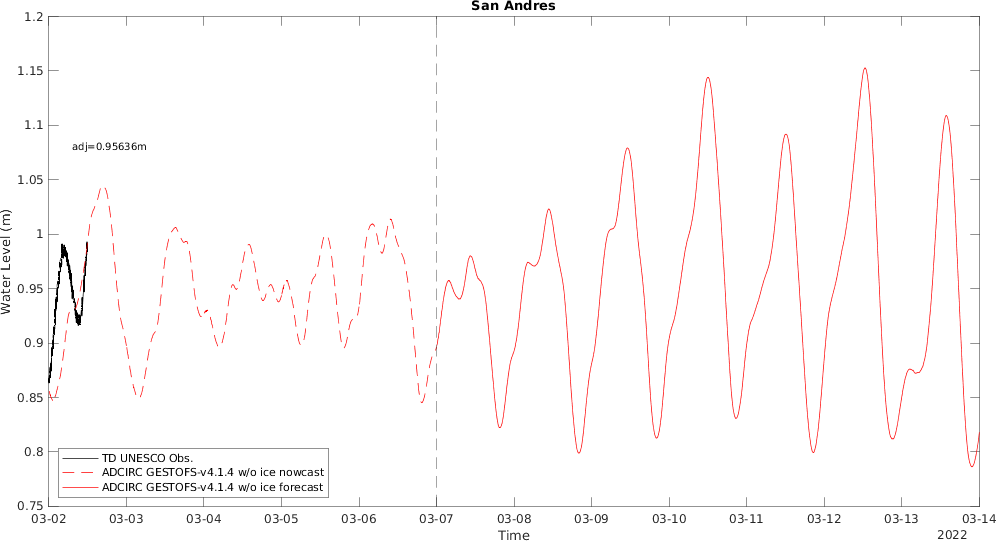 San Andres
1.2
1.15
1.1
1.05
1
0.95
0.9
0.85
0.8
0.75
Water Level (m)
adj=0.95636m
TD UNESCO Obs.
ADCIRC GESTOFS-v4.1.4 w/o ice nowcast
ADCIRC GESTOFS-v4.1.4 w/o ice forecast
03-02 03-03 03-04 03-05 03-06 03-07 03-08 03-09 03-10 03-11 03-12 03-13 03-14
Time
2022